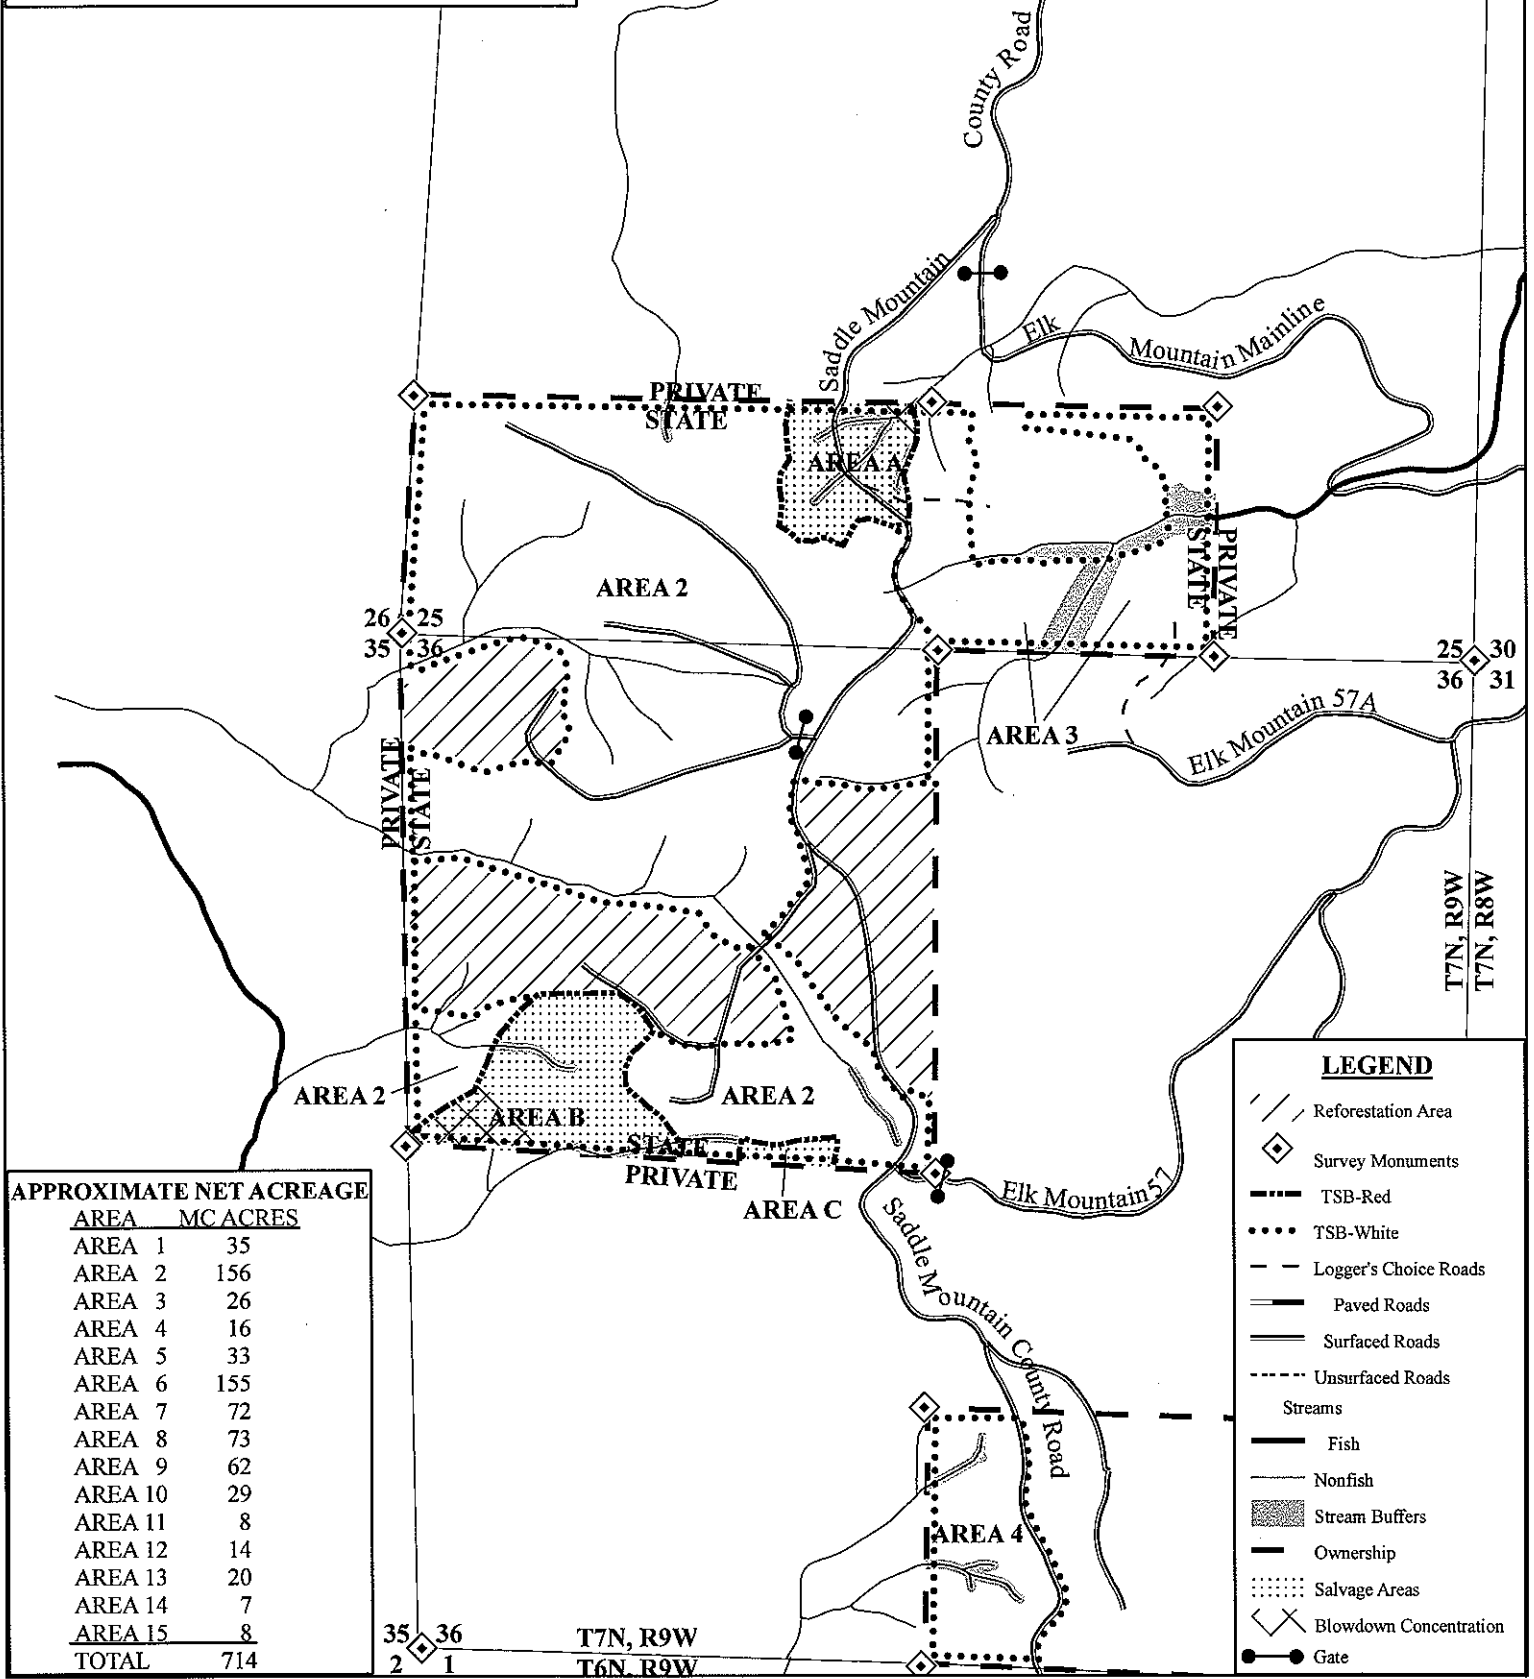 County Road
Saddle Mountain
Elk
Mountain Mainline
PRIVATE
STATE
AREA A
STATE
PRIVATE
AREA 2
26 25
35 36
25 30
36 31
AREA 3
Elk Mountain 57A
PRIVATE
STATE
T7N, R9W
T7N, R8W
AREA 2
AREA 2
AREA B
STATE
PRIVATE
AREA C
Elk Mountain 57
Saddle Mountain County Road
AREA 4
35 36
2 1
T7N, R9W
T6N, R9W
APPROXIMATE NET ACREAGE
AREA MC ACRES
AREA 1 35
AREA 2 156
AREA 3 26
AREA 4 16
AREA 5 33
AREA 6 155
AREA 7 72
AREA 8 73
AREA 9 62
AREA 10 29
AREA 11 8
AREA 12 14
AREA 13 20
AREA 14 7
AREA 15 8
TOTAL 714
LEGEND
Reforestation Area
Survey Monuments
TSB-Red
TSB-White
Logger's Choice Roads
Paved Roads
Surfaced Roads
Unsurfaced Roads
Streams
Fish
Nonfish
Stream Buffers
Ownership
Salvage Areas
Blowdown Concentration
Gate